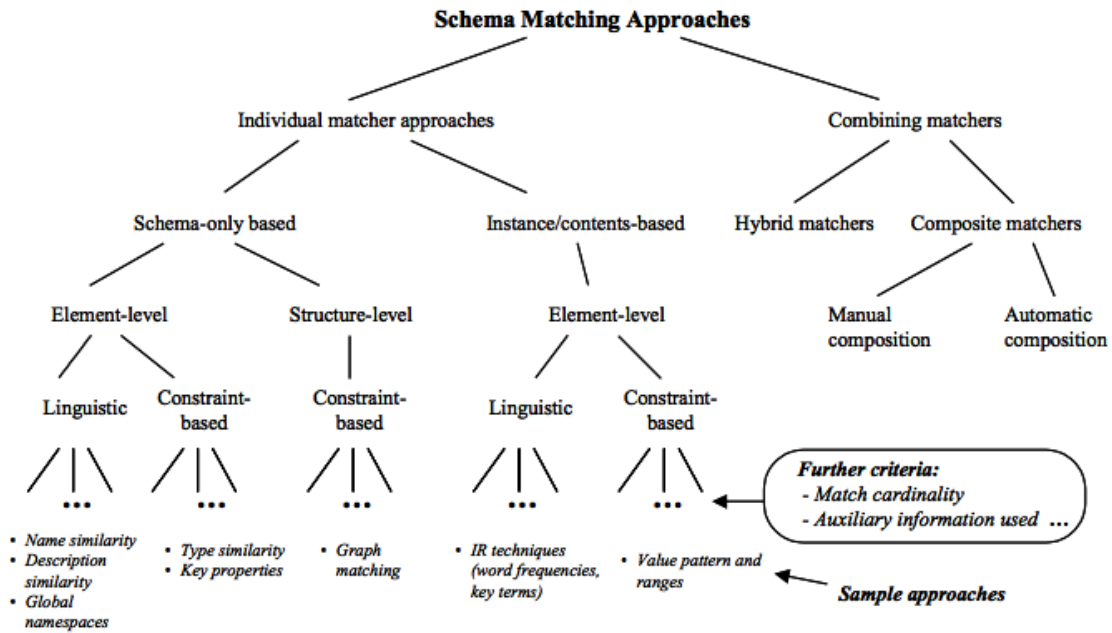 Schema Matching Approaches
Individual matcher approaches
Combining matchers
Schema-only based
Instance/contents-based
Hybrid matchers
Composite matchers
Element-level
Structure-level
Element-level
Manual
composition
Automatic
composition
Linguistic
Constraint-
based
Constraint-
based
Linguistic
Constraint-
based
Further criteria:
- Match cardinality
- Auxiliary information used ...
...
...
...
...
...
• Name similarity
• Description
similarity
• Global
namespaces
• Type similarity
• Key properties
• Graph
matching
• IR techniques
(word frequencies,
key terms)
• Value pattern and
ranges
Sample approaches